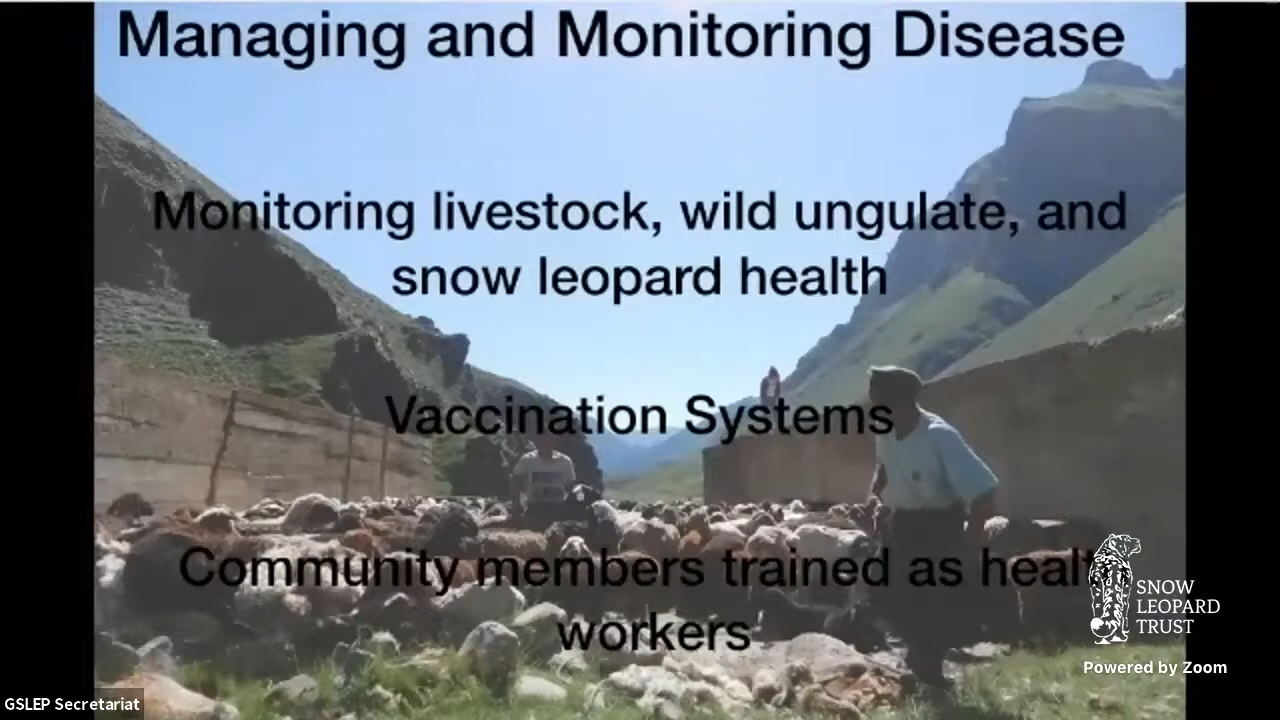 Managing and Monitoring Disease
Monitoring livestock, wild ungulate, and
snow leopard health
Vaccination Systems
Community members trained as healt
workers
SNOW
LEOPARD
TRUST
Powered by Zoom
GSLEP Secretariat